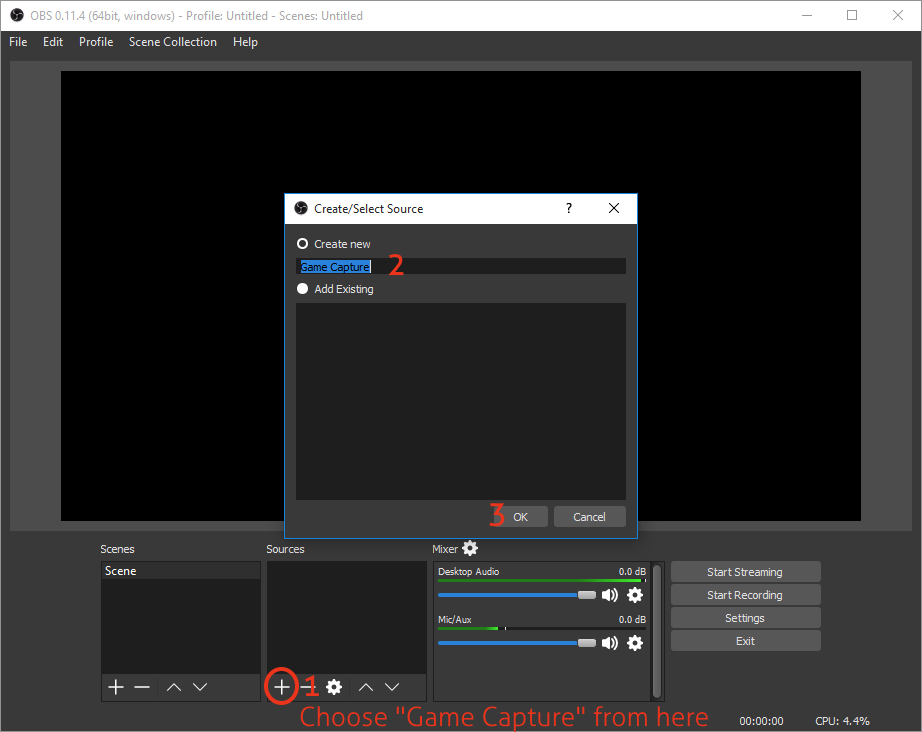 OBS 0.11.4 (64bit, windows) - Profile: Untitled - Scenes: Untitled
File Edit Profile Scene Collection Help
Create/Select Source ?
Create new
Game Capture 2
Add Existing
3 OK Cancel
Scenes Sources Mixer
Scene
Desktop Audio 0.0 dB
Mic/Aux 0.0 dB
Start Streaming
Start Recording
Settings
Exit
1
Choose "Game Capture" from here
00:00:00 CPU: 4.4%